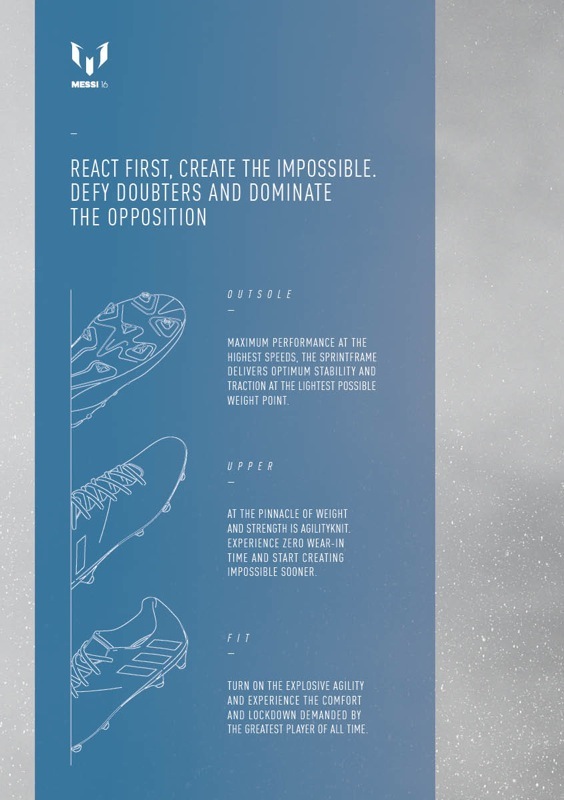 MESSI 16
REACT FIRST, CREATE THE IMPOSSIBLE.
DEFY DOUBTERS AND DOMINATE
THE OPPOSITION
OUTSOLE
MAXIMUM PERFORMANCE AT THE
HIGHEST SPEEDS, THE SPRINTFRAME
DELIVERS OPTIMUM STABILITY AND
TRACTION AT THE LIGHTEST POSSIBLE
WEIGHT POINT.
UPPER
AT THE PINNACLE OF WEIGHT
AND STRENGTH IS AGILITYKNIT.
EXPERIENCE ZERO WEAR-IN
TIME AND START CREATING
IMPOSSIBLE SOONER.
FIT
TURN ON THE EXPLOSIVE AGILITY
AND EXPERIENCE THE COMFORT
AND LOCKDOWN DEMANDED BY
THE GREATEST PLAYER OF ALL TIME.